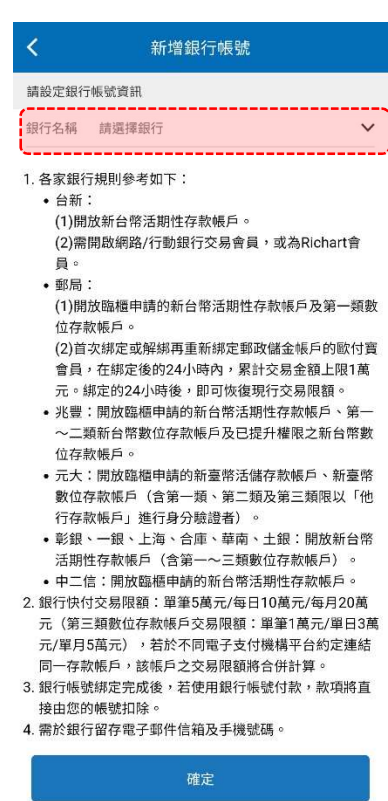 新增銀行帳號
請設定銀行帳號資訊
銀行名稱 請選擇銀行
1. 各家銀行規則參考如下：
• 台新：
(1)開放新台幣活期性存款帳戶。
(2)需開啟網路/行動銀行交易會員，或為Richart會
員。
• 郵局：
(1)開放臨櫃申請的新台幣活期性存款帳戶及第一類數
位存款帳戶。
(2)首次綁定或解綁再重新綁定郵政儲金帳戶的歐付寶
會員，在綁定後的24小時內，累計交易金額上限1萬
元。綁定的24小時後，即可恢復現行交易限額。
• 兆豐：開放臨櫃申請的新台幣活期性存款帳戶、第一
～二類新台幣數位存款帳戶及已提升權限之新台幣數
位存款帳戶。
• 元大：開放臨櫃申請的新臺幣活儲存款帳戶、新臺幣
數位存款帳戶（含第一類、第二類及第三類限以「他
行存款帳戶」進行身分驗證者）。
• 彰銀、一銀、上海、合庫、華南、土銀：開放新台幣
活期性存款帳戶（含第一～三類數位存款帳戶）。
• 中二信：開放臨櫃申請的新台幣活期性存款帳戶。
2. 銀行快付交易限額：單筆5萬元/每日10萬元/每月20萬
元（第三類數位存款帳戶交易限額：單筆1萬元/單日3萬
元/單月5萬元），若於不同電子支付機構平台約定連結
同一存款帳戶，該帳戶之交易限額將合併計算。
3. 銀行帳號綁定完成後，若使用銀行帳號付款，款項將直
接由您的帳號扣除。
4. 需於銀行留存電子郵件信箱及手機號碼。
確定